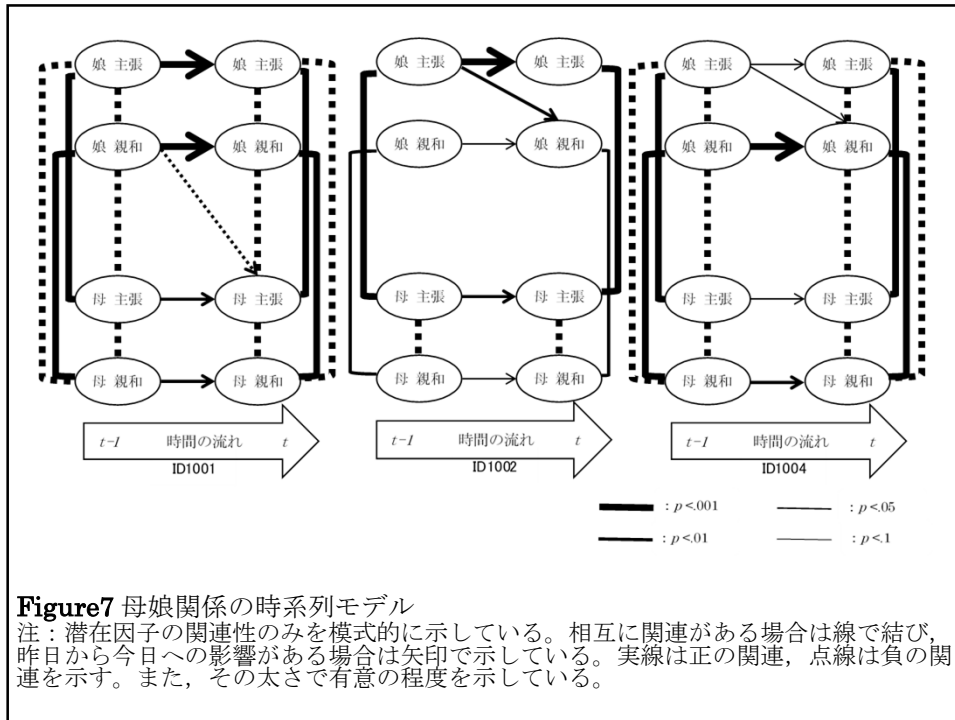 娘 主張
娘 主張
娘 親和
娘 親和
母 主張
母 主張
母 親和
母 親和
t-1 時間の流れ t
ID1001
娘 主張
娘 主張
娘 親和
娘 親和
母 主張
母 主張
母 親和
母 親和
t-1 時間の流れ t
ID1002
娘 主張
娘 主張
娘 親和
娘 親和
母 主張
母 主張
母 親和
母 親和
t-1 時間の流れ t
ID1004
: p<.001
: p<.05
: p<.01
: p<.1
Figure7 母娘関係の時系列モデル
注：潜在因子の関連性のみを模式的に示している。相互に関連がある場合は線で結び，
昨日から今日への影響がある場合は矢印で示している。実線は正の関連，点線は負の関
連を示す。また，その太さで有意の程度を示している。